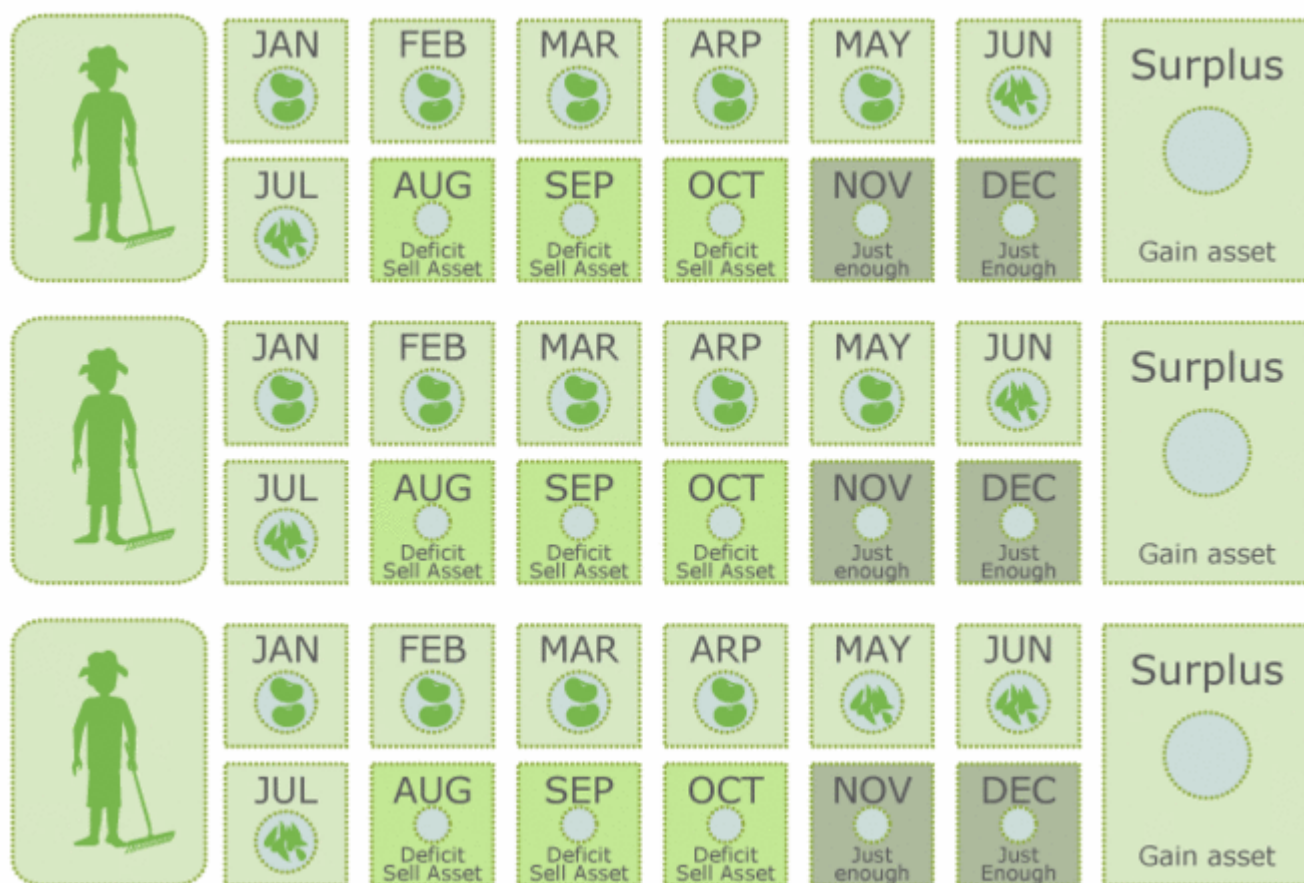 JAN FEB MAR ARP MAY JUN
Surplus
JUL AUG SEP OCT NOV DEC
Deficit Deficit Deficit Just Just
Sell Asset Sell Asset Sell Asset enough Enough
Gain asset
JAN FEB MAR ARP MAY JUN
Surplus
JUL AUG SEP OCT NOV DEC
Deficit Deficit Deficit Just Just
Sell Asset Sell Asset Sell Asset enough Enough
Gain asset
JAN FEB MAR ARP MAY JUN
Surplus
JUL AUG SEP OCT NOV DEC
Deficit Deficit Deficit Just Just
Sell Asset Sell Asset Sell Asset enough Enough
Gain asset